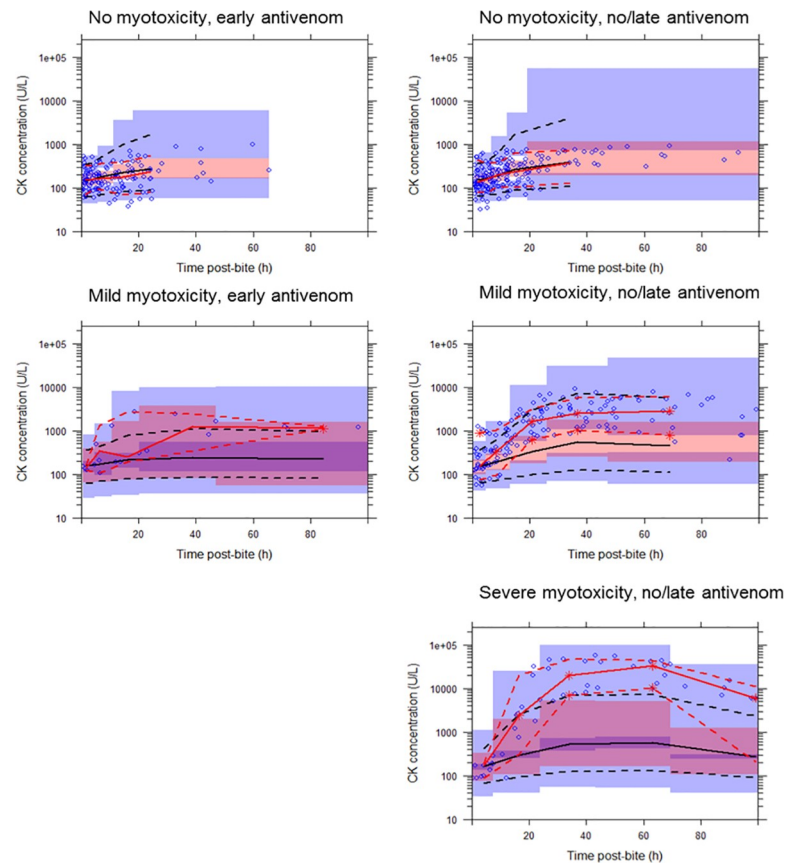 No myotoxicity, early antivenom
CK concentration (U/L)
1e+05
10000
1000
100
10
20
40
60
80
Time post-bite (h)
No myotoxicity, no/late antivenom
CK concentration (U/L)
1e+05
10000
1000
100
10
20
40
60
80
Time post-bite (h)
Mild myotoxicity, early antivenom
CK concentration (U/L)
1e+05
10000
1000
100
10
20
40
60
80
Time post-bite (h)
Mild myotoxicity, no/late antivenom
CK concentration (U/L)
1e+05
10000
1000
100
10
20
40
60
80
Time post-bite (h)
Severe myotoxicity, no/late antivenom
CK concentration (U/L)
1e+05
10000
1000
100
10
20
40
60
80
Time post-bite (h)